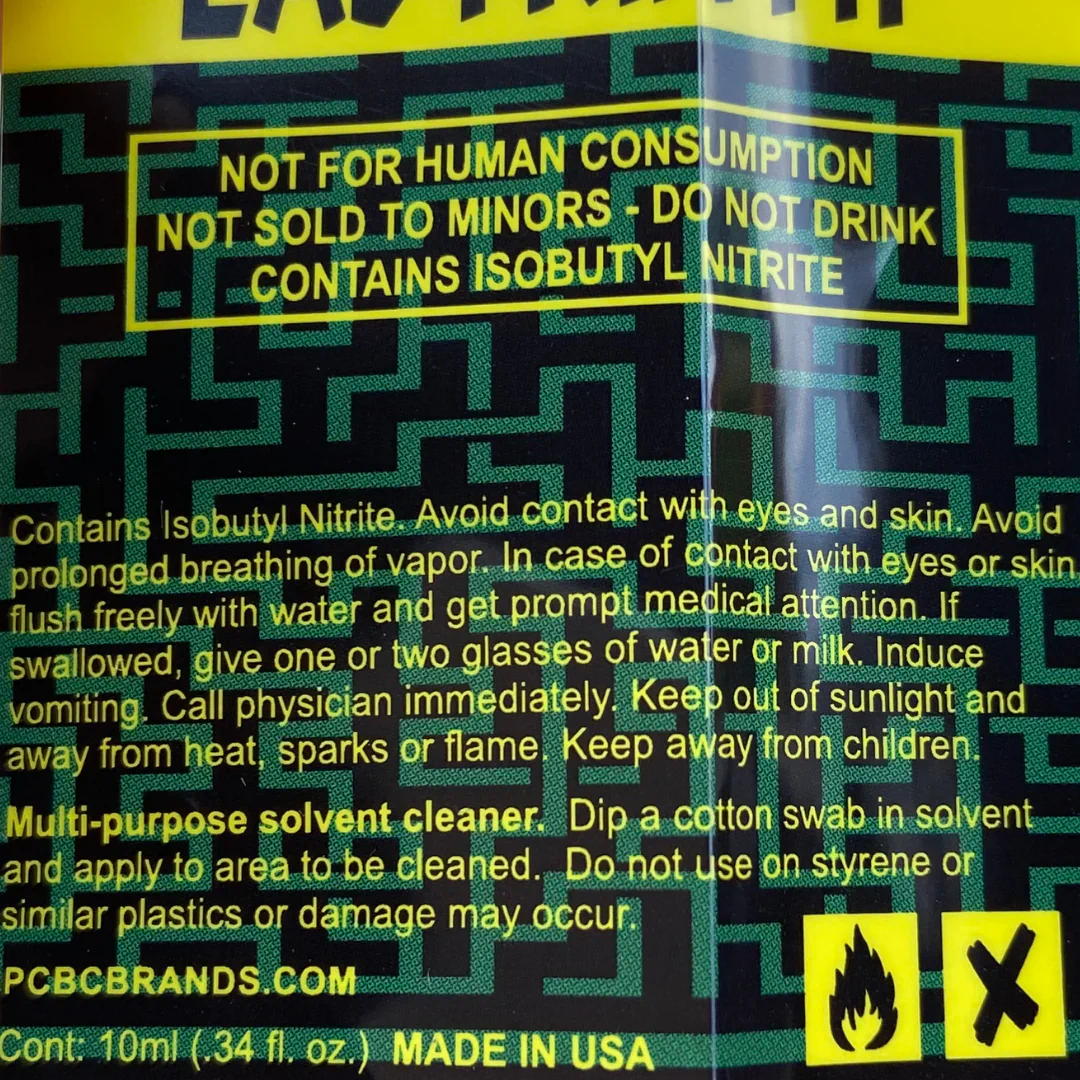 NOT FOR HUMAN CONSUMPTION
NOT SOLD TO MINORS - DO NOT DRINK
CONTAINS ISOBUTYL NITRITE
Contains Isobutyl Nitrite. Avoid contact with eyes and skin. Avoid
prolonged breathing of vapor. In case of contact with eyes or skin
flush freely with water and get prompt medical attention. If
swallowed, give one or two glasses of water or milk. Induce
vomiting. Call physician immediately. Keep out of sunlight and
away from heat, sparks or flame. Keep away from children.
Multi-purpose solvent cleaner. Dip a cotton swab in solvent
and apply to area to be cleaned. Do not use on styrene or
similar plastics or damage may occur.
PCBCBRANDS.COM
Cont: 10ml (.34 fl. oz.) MADE IN USA